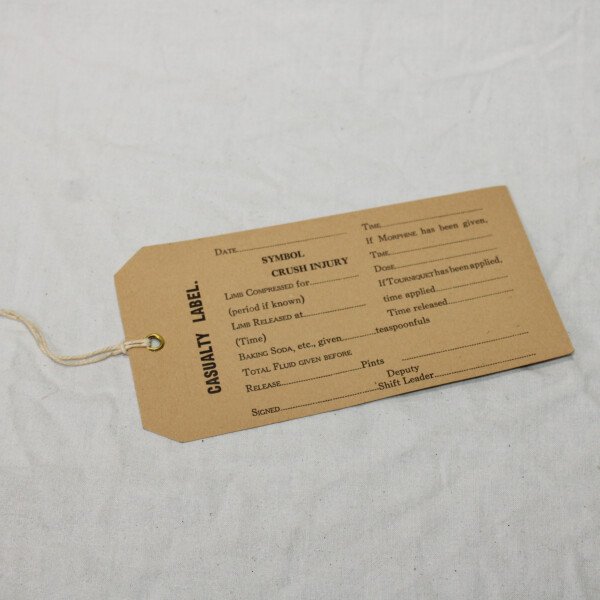 CASUALTY LABEL.
DATE
SYMBOL
CRUSH INJURY
LIMB COMPRESSED for
(period if known)
LIMB RELEASED at
(Time)
BAKING SODA, etc., given teaspoonfuls
TOTAL FLUID GIVEN BEFORE
RELEASE Pints
SIGNED
TIME
If MORPHINE has been given,
TIME
DOSE
If TOURNIQUET has been applied,
time applied
Time released
Deputy
Shift Leader